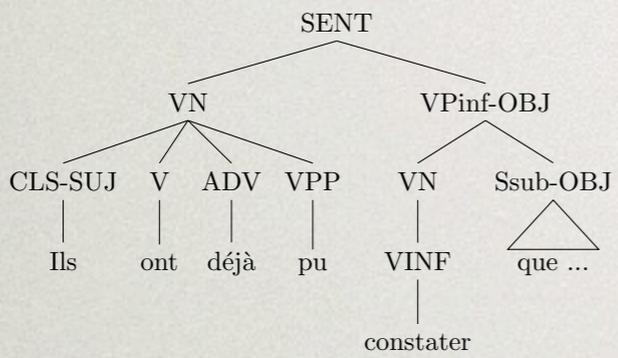 SENT
VN VPinf-OBJ
CLS-SUJ V ADV VPP VN Ssub-OBJ
Ils ont déjà pu VINF que ...
constater